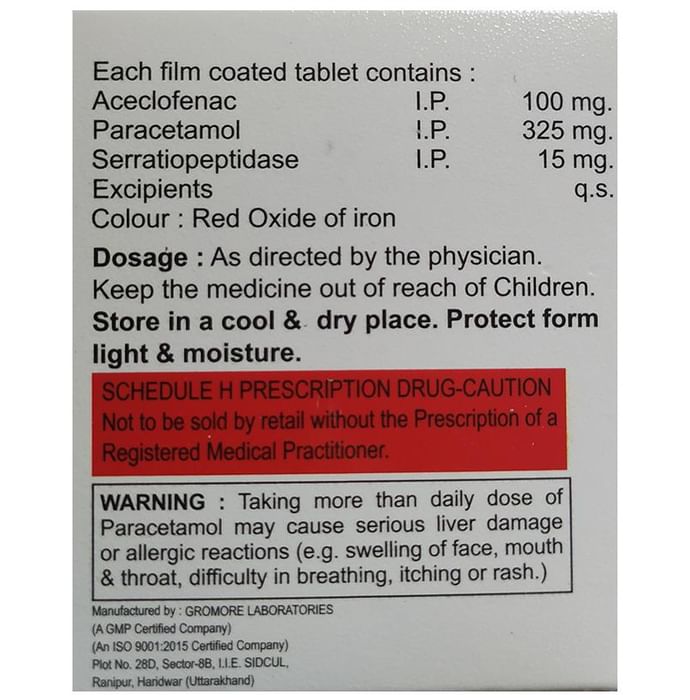 Each film coated tablet contains :
Aceclofenac I.P. 100 mg.
Paracetamol I.P. 325 mg.
Serratiopeptidase I.P. 15 mg.
Excipients q.s.
Colour : Red Oxide of iron
Dosage : As directed by the physician.
Keep the medicine out of reach of Children.
Store in a cool & dry place. Protect form
light & moisture.
SCHEDULE H PRESCRIPTION DRUG-CAUTION
Not to be sold by retail without the Prescription of a
Registered Medical Practitioner.
WARNING : Taking more than daily dose of
Paracetamol may cause serious liver damage
or allergic reactions (e.g. swelling of face, mouth
& throat, difficulty in breathing, itching or rash.)
Manufactured by : GROMORE LABORATORIES
(A GMP Certified Company)
(An ISO 9001:2015 Certified Company)
Plot No. 28D, Sector-8B, I.I.E. SIDCUL,
Ranipur, Haridwar (Uttarakhand)